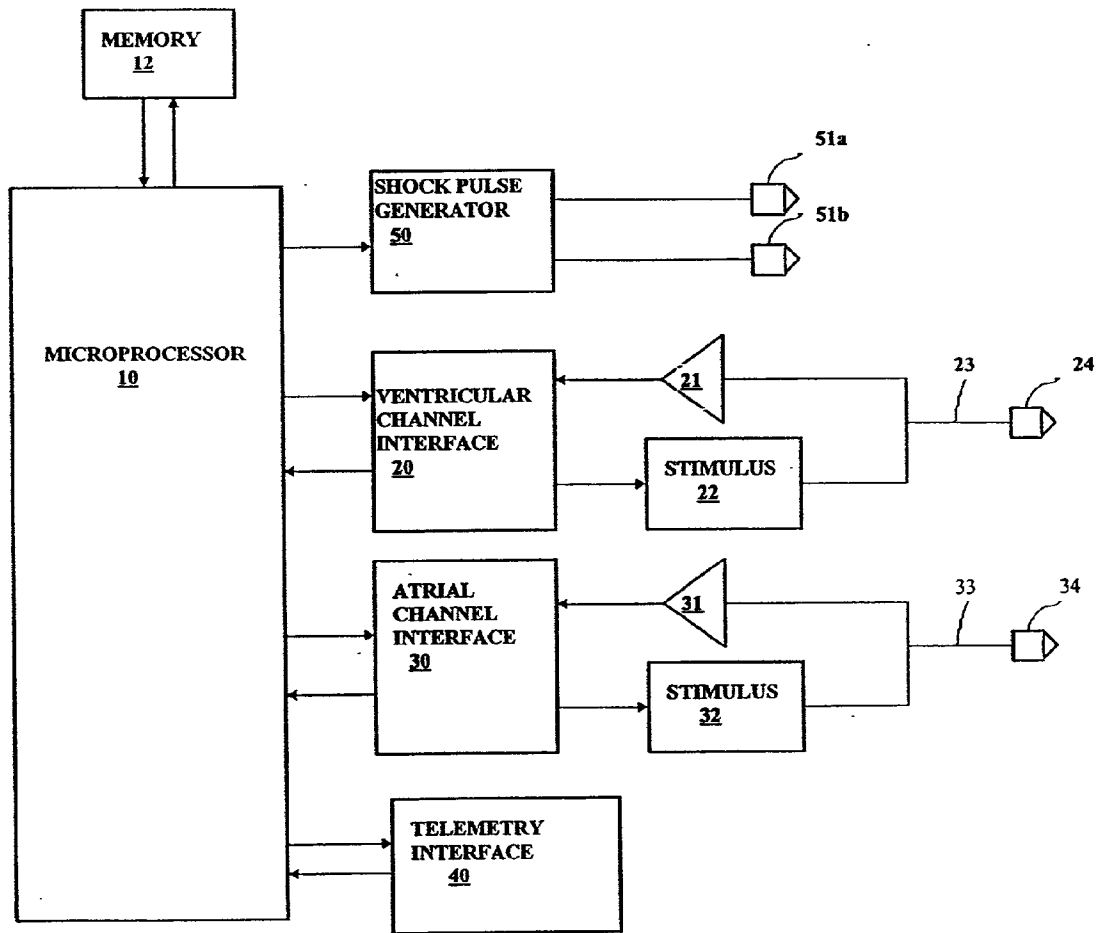 MEMORY
12
51a
SHOCK PULSE
GENERATOR
50
51b
MICROPROCESSOR
10
VENTRICULAR
CHANNEL
INTERFACE
20
21
23
24
STIMULUS
22
ATRIAL
CHANNEL
INTERFACE
30
31
33
34
STIMULUS
32
TELEMETRY
INTERFACE
40